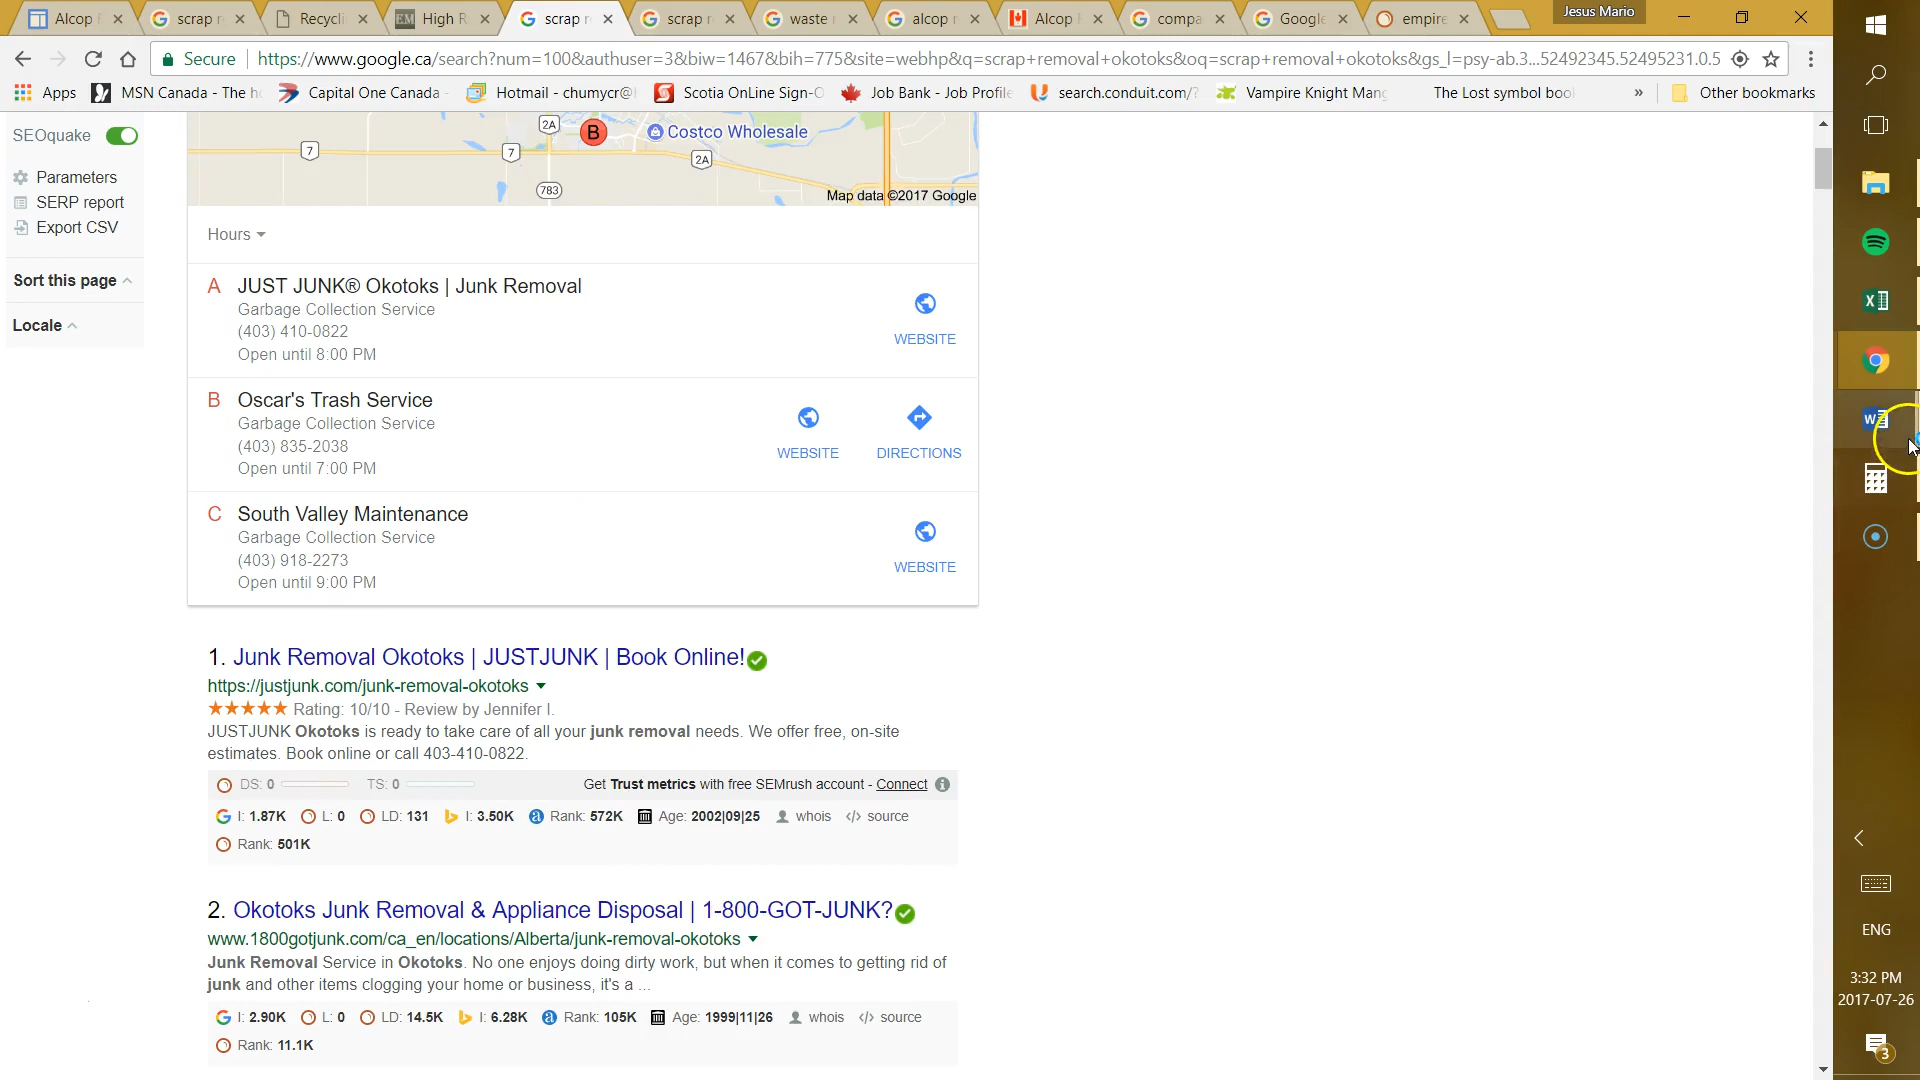 Alcop
scrap r
Recycli
High R
scrap r
scrap r
waste r
alcop r
Alcop
compa
Google
empire
Jesus Mario
Secure
https://www.google.ca/search?num=100&authuser=3&biw=1467&bih=775&site=webhp&q=scrap+removal+okotoks&oq=scrap+removal+okotoks&gs_l=psy-ab.3...52492345.52495231.0.5
Apps
MSN Canada - The h
Capital One Canada
Hotmail - chumycr@
Scotia OnLine Sign-O
Job Bank - Job Profile
search.conduit.com/?
Vampire Knight Mang
The Lost symbol boo
»
Other bookmarks
SEOquake
Parameters
SERP report
Export CSV
Sort this page
Locale
2A
B
Costco Wholesale
7
7
2A
783
Map data ©2017 Google
Hours
A JUST JUNK® Okotoks | Junk Removal
Garbage Collection Service
(403) 410-0822
Open until 8:00 PM
WEBSITE
B Oscar's Trash Service
Garbage Collection Service
(403) 835-2038
Open until 7:00 PM
WEBSITE
DIRECTIONS
C South Valley Maintenance
Garbage Collection Service
(403) 918-2273
Open until 9:00 PM
WEBSITE
1. Junk Removal Okotoks | JUSTJUNK | Book Online!
https://justjunk.com/junk-removal-okotoks
Rating: 10/10 - Review by Jennifer I.
JUSTJUNK Okotoks is ready to take care of all your junk removal needs. We offer free, on-site
estimates. Book online or call 403-410-0822.
DS: 0 TS: 0 Get Trust metrics with free SEMrush account - Connect
I: 1.87K L: 0 LD: 131 I: 3.50K Rank: 572K Age: 2002|09|25 whois </> source
Rank: 501K
2. Okotoks Junk Removal & Appliance Disposal | 1-800-GOT-JUNK?
www.1800gotjunk.com/ca_en/locations/Alberta/junk-removal-okotoks
Junk Removal Service in Okotoks. No one enjoys doing dirty work, but when it comes to getting rid of
junk and other items clogging your home or business, it's a ...
I: 2.90K L: 0 LD: 14.5K I: 6.28K Rank: 105K Age: 1999|11|26 whois </> source
Rank: 11.1K
ENG
3:32 PM
2017-07-26
3